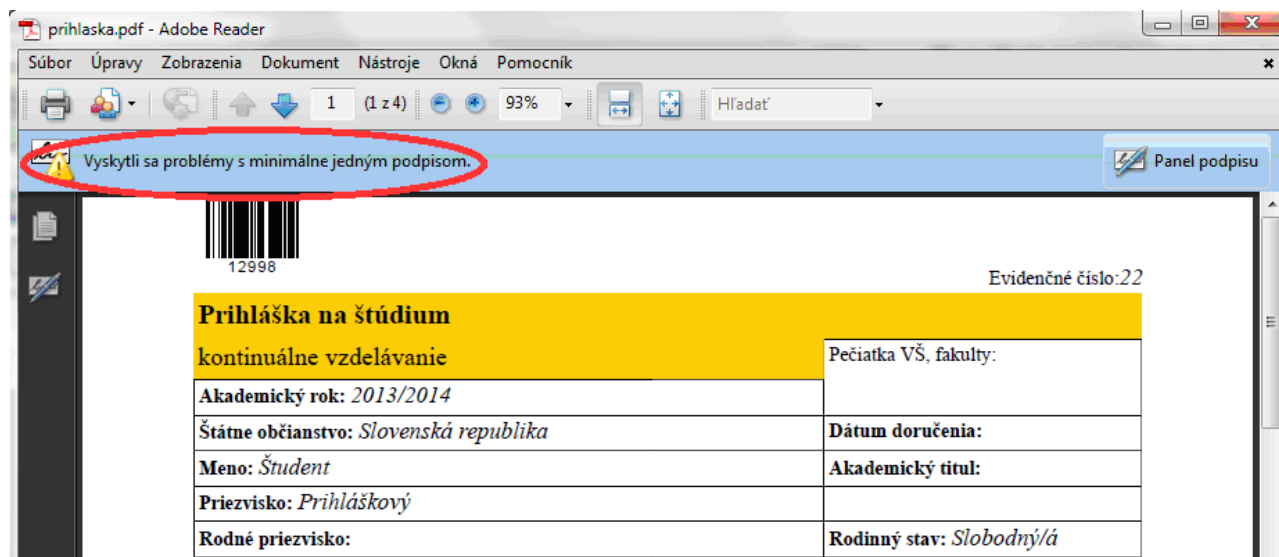 prihlaska.pdf - Adobe Reader
Súbor Úpravy Zobrazenia Dokument Nástroje Okná Pomocník
1 (1 z 4) 93% Hľadať
Vyskytli sa problémy s minimálne jedným podpisom. Panel podpisu
12998
Evidenčné číslo:22
Prihláška na štúdium
kontinuálne vzdelávanie Pečiatka VŠ, fakulty:
Akademický rok: 2013/2014
Štátne občianstvo: Slovenská republika Dátum doručenia:
Meno: Študent Akademický titul:
Priezvisko: Prihláškový
Rodné priezvisko: Rodinný stav: Slobodný/á